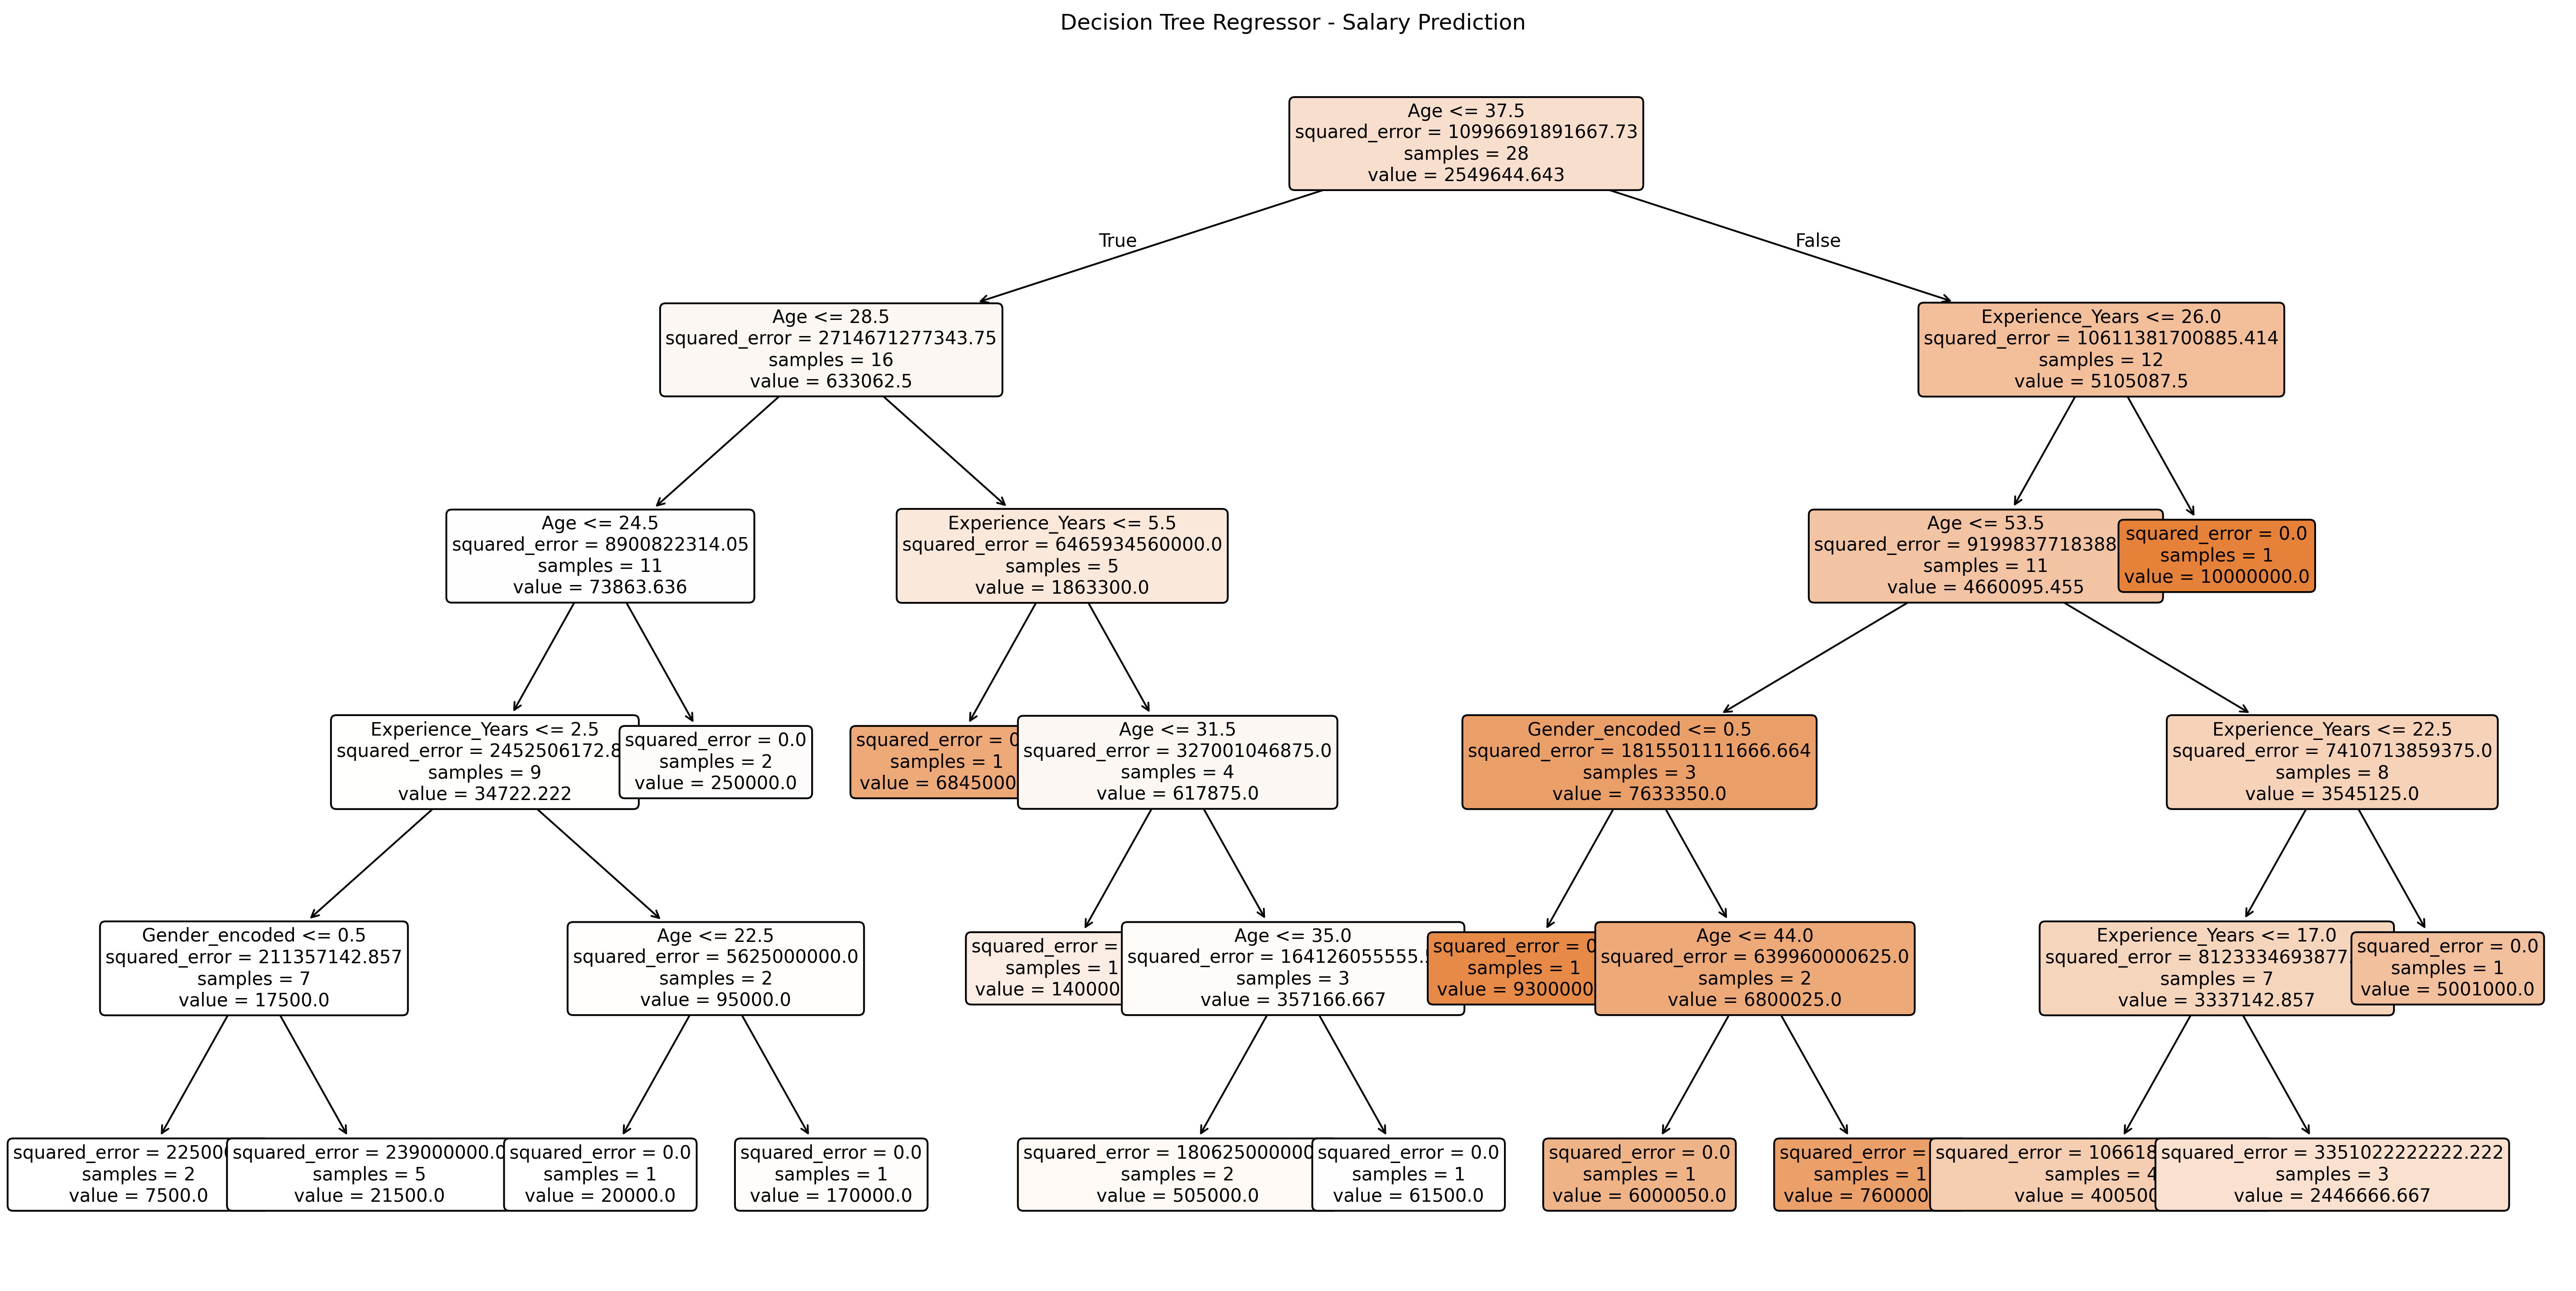 Decision Tree Regressor - Salary Prediction
Age <= 37.5
squared_error = 10996691891667.73
samples = 28
value = 2549644.643
True
False
Age <= 28.5
squared_error = 2714671277343.75
samples = 16
value = 633062.5
Experience_Years <= 26.0
squared_error = 10611381700885.414
samples = 12
value = 5105087.5
Age <= 24.5
squared_error = 8900822314.05
samples = 11
value = 73863.636
Experience_Years <= 5.5
squared_error = 6465934560000.0
samples = 5
value = 1863300.0
Age <= 53.5
squared_error = 9199837718388
samples = 11
value = 4660095.455
squared_error = 0.0
samples = 1
value = 10000000.0
Experience_Years <= 2.5
squared_error = 2452506172.8
samples = 9
value = 34722.222
squared_error = 0.0
samples = 2
value = 250000.0
squared_error = 0
samples = 1
value = 6845000
Age <= 31.5
squared_error = 327001046875.0
samples = 4
value = 617875.0
Gender_encoded <= 0.5
squared_error = 1815501111666.664
samples = 3
value = 7633350.0
Experience_Years <= 22.5
squared_error = 7410713859375.0
samples = 8
value = 3545125.0
Gender_encoded <= 0.5
squared_error = 211357142.857
samples = 7
value = 17500.0
Age <= 22.5
squared_error = 5625000000.0
samples = 2
value = 95000.0
squared_error =
samples = 1
value = 140000
Age <= 35.0
squared_error = 164126055555.
samples = 3
value = 357166.667
squared_error = 0
samples = 1
value = 9300000
Age <= 44.0
squared_error = 639960000625.0
samples = 2
value = 6800025.0
Experience_Years <= 17.0
squared_error = 8123334693877.
samples = 7
value = 3337142.857
squared_error = 0.0
samples = 1
value = 5001000.0
squared_error = 22500
samples = 2
value = 7500.0
squared_error = 239000000.0
samples = 5
value = 21500.0
squared_error = 0.0
samples = 1
value = 20000.0
squared_error = 0.0
samples = 1
value = 170000.0
squared_error = 180625000000
samples = 2
value = 505000.0
squared_error = 0.0
samples = 1
value = 61500.0
squared_error = 0.0
samples = 1
value = 6000050.0
squared_error =
samples = 1
value = 760000
squared_error = 106618
samples = 4
value = 400500
squared_error = 3351022222222.222
samples = 3
value = 2446666.667